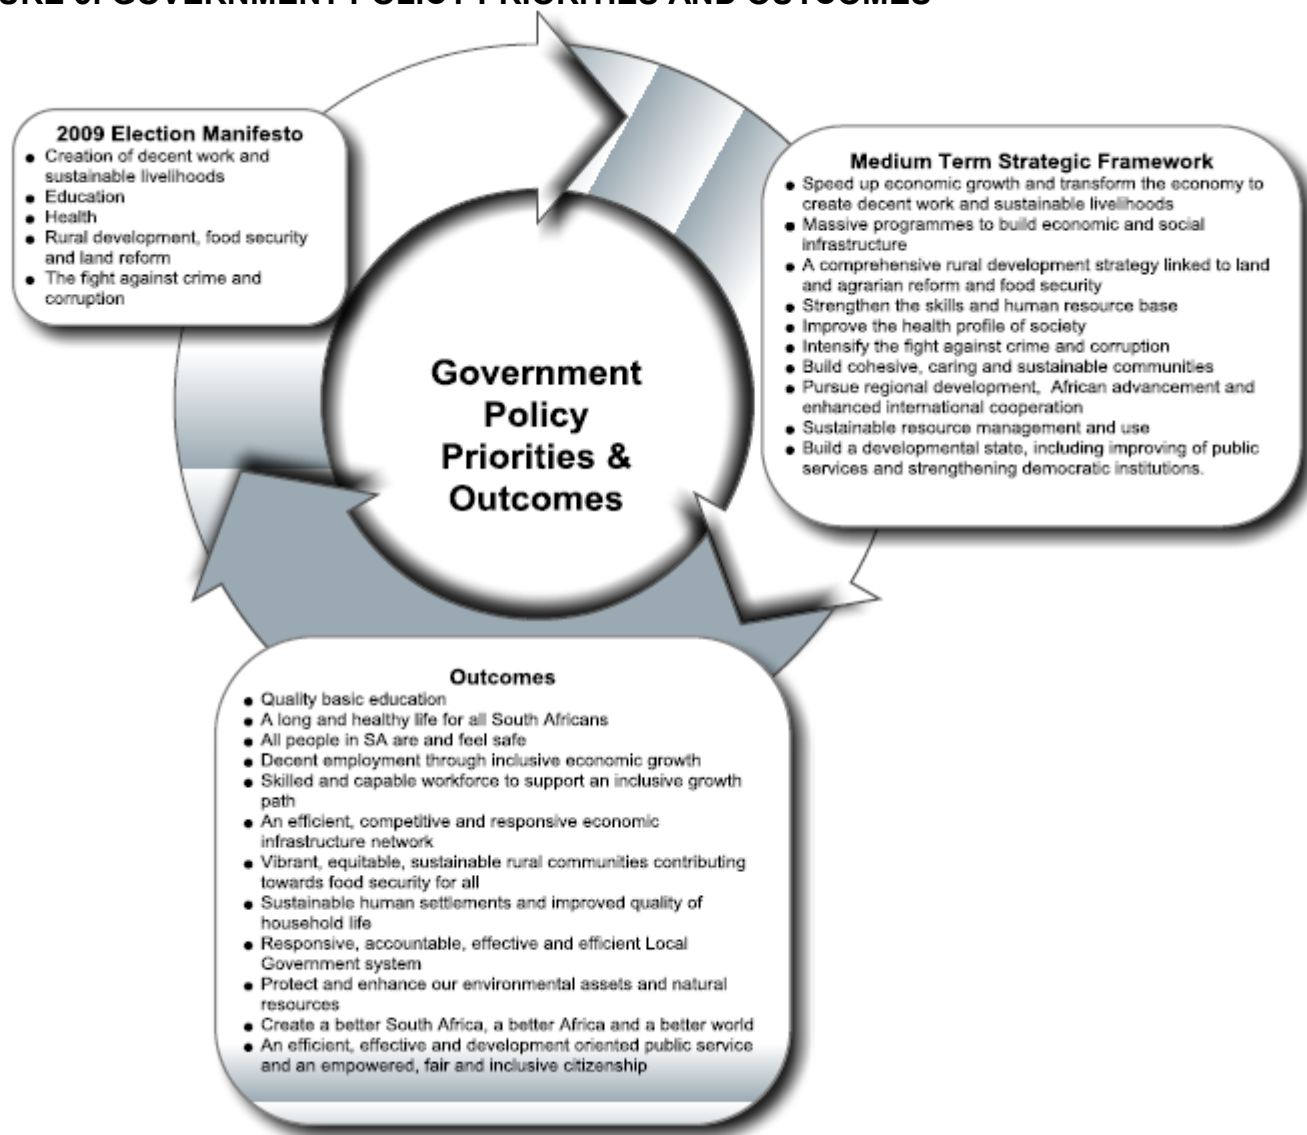 GOVERNMENT POLICY PRIORITIES AND OUTCOMES
2009 Election Manifesto
● Creation of decent work and
sustainable livelihoods
● Education
● Health
● Rural development, food security
and land reform
● The fight against crime and
corruption
Medium Term Strategic Framework
● Speed up economic growth and transform the economy to
create decent work and sustainable livelihoods
● Massive programmes to build economic and social
infrastructure
● A comprehensive rural development strategy linked to land
and agrarian reform and food security
● Strengthen the skills and human resource base
● Improve the health profile of society
● Intensify the fight against crime and corruption
● Build cohesive, caring and sustainable communities
● Pursue regional development, African advancement and
enhanced international cooperation
● Sustainable resource management and use
● Build a developmental state, including improving of public
services and strengthening democratic institutions.
Government
Policy
Priorities &
Outcomes
Outcomes
● Quality basic education
● A long and healthy life for all South Africans
● All people in SA are and feel safe
● Decent employment through inclusive economic growth
● Skilled and capable workforce to support an inclusive growth
path
● An efficient, competitive and responsive economic
infrastructure network
● Vibrant, equitable, sustainable rural communities contributing
towards food security for all
● Sustainable human settlements and improved quality of
household life
● Responsive, accountable, effective and efficient Local
Government system
● Protect and enhance our environmental assets and natural
resources
● Create a better South Africa, a better Africa and a better world
● An efficient, effective and development oriented public service
and an empowered, fair and inclusive citizenship